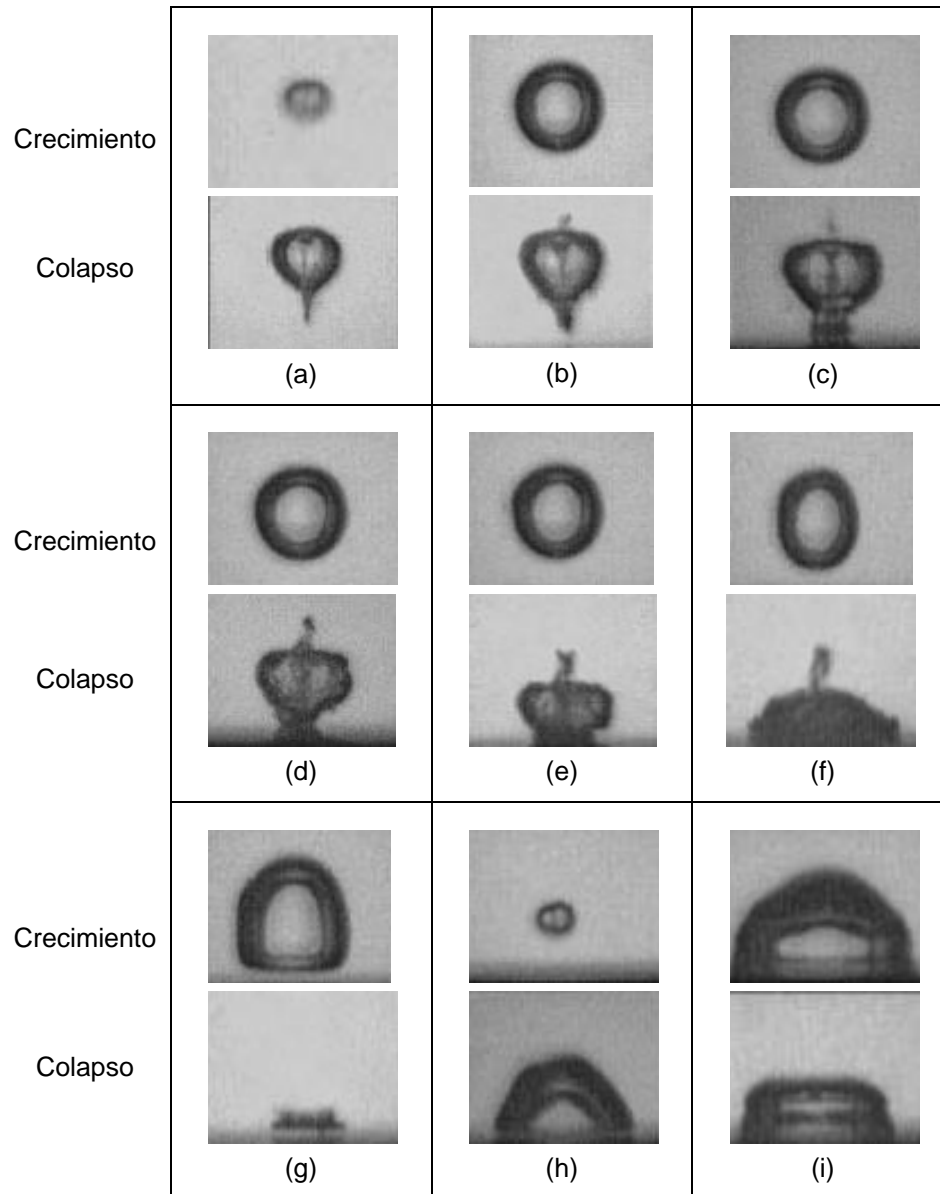 Crecimiento
Colapso
(a) (b) (c)
Crecimiento
Colapso
(d) (e) (f)
Crecimiento
Colapso
(g) (h) (i)